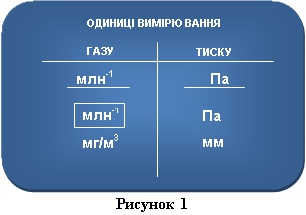 ОДИНИЦІ ВИМІРЮ ВАННЯ
ГАЗУ ТИСКУ
млн⁻¹ Па
млн⁻¹ Па
мг/м³ мм
Рисунок 1